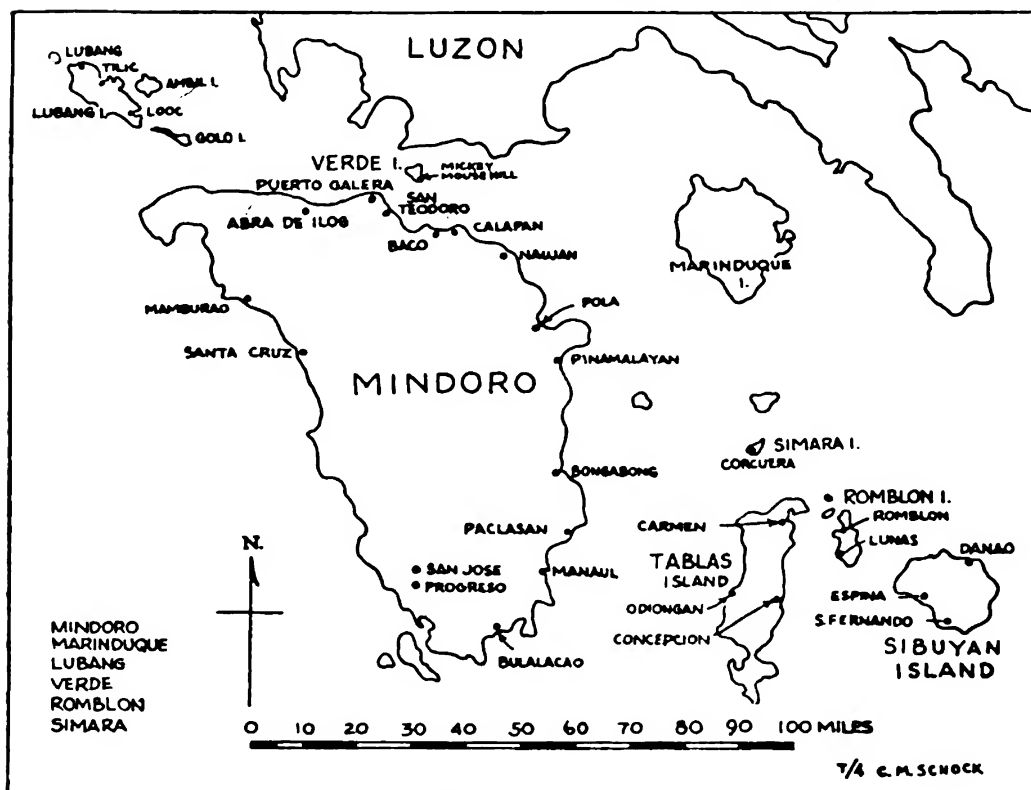 LUZON
LUBANG
TILIC
AMBIL I.
LUBANG I.
LOOC
GOLO I.
VERDE I.
MICKEY
MOUSE HILL
PUERTO GALERA
SAN
TEODORO
ABRA DE ILOG
CALAPAN
BACO
NAUJAN
MARINDUQUE
I.
MAMBURAO
POLA
SANTA CRUZ
PINAMALAYAN
MINDORO
SIMARA I.
CORCUERA
BONGABONG
ROMBLON I.
ROMBLON
CARMEN
PACLASAN
LUNAS
DANAO
TABLAS
ISLAND
N.
SAN JOSE
PROGRESO
MANAUL
ODIONGAN
ESPINA
S. FERNANDO
CONCEPCION
SIBUYAN
ISLAND
BULALACAO
MINDORO
MARINDUQUE
LUBANG
VERDE
ROMBLON
SIMARA
0 10 20 30 40 50 60 70 80 90 100 MILES
T/4 C.M. SCHOCK